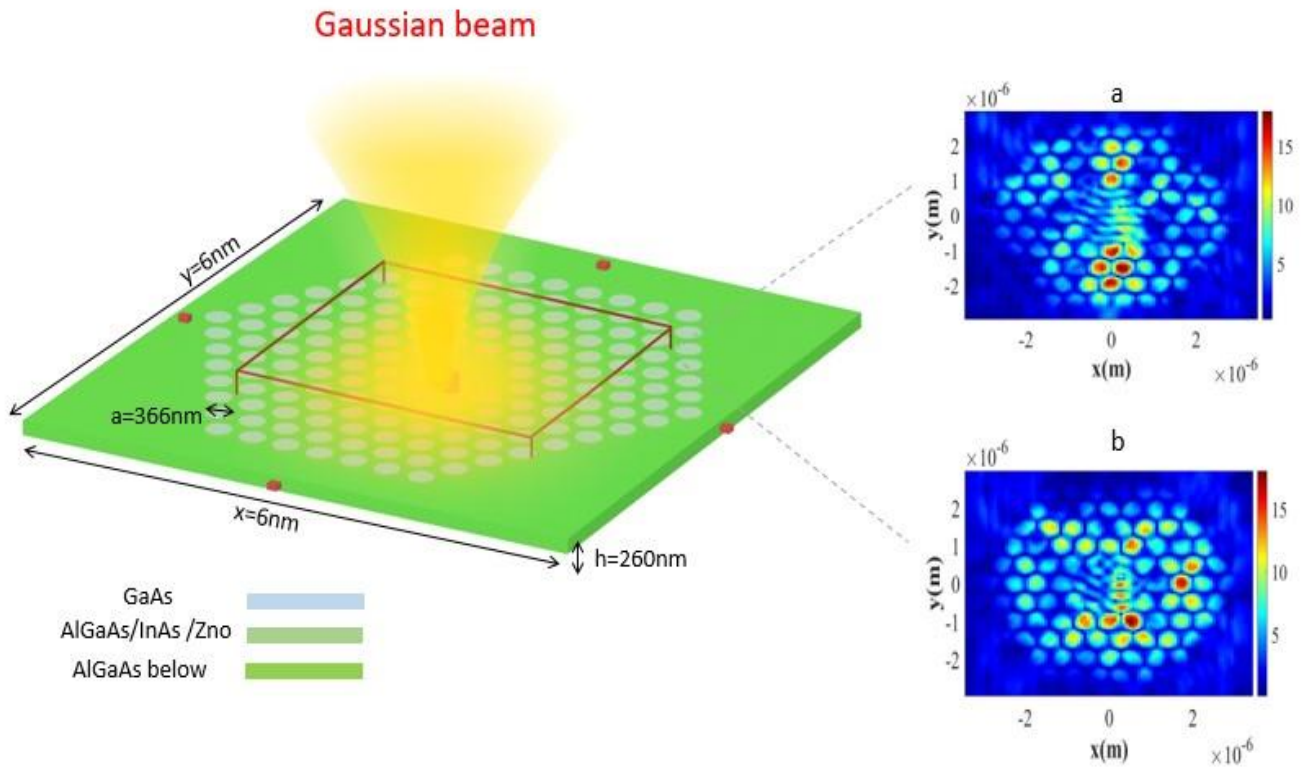 Gaussian beam
y=6nm
a=366nm
x=6nm
h=260nm
GaAs
AlGaAs/InAs /Zno
AlGaAs below
a
×10⁻⁶
2
1
0
-1
-2
y(m)
-2 0 2
x(m)
×10⁻⁶
15
10
5
b
×10⁻⁶
2
1
0
-1
-2
y(m)
-2 0 2
x(m)
×10⁻⁶
15
10
5